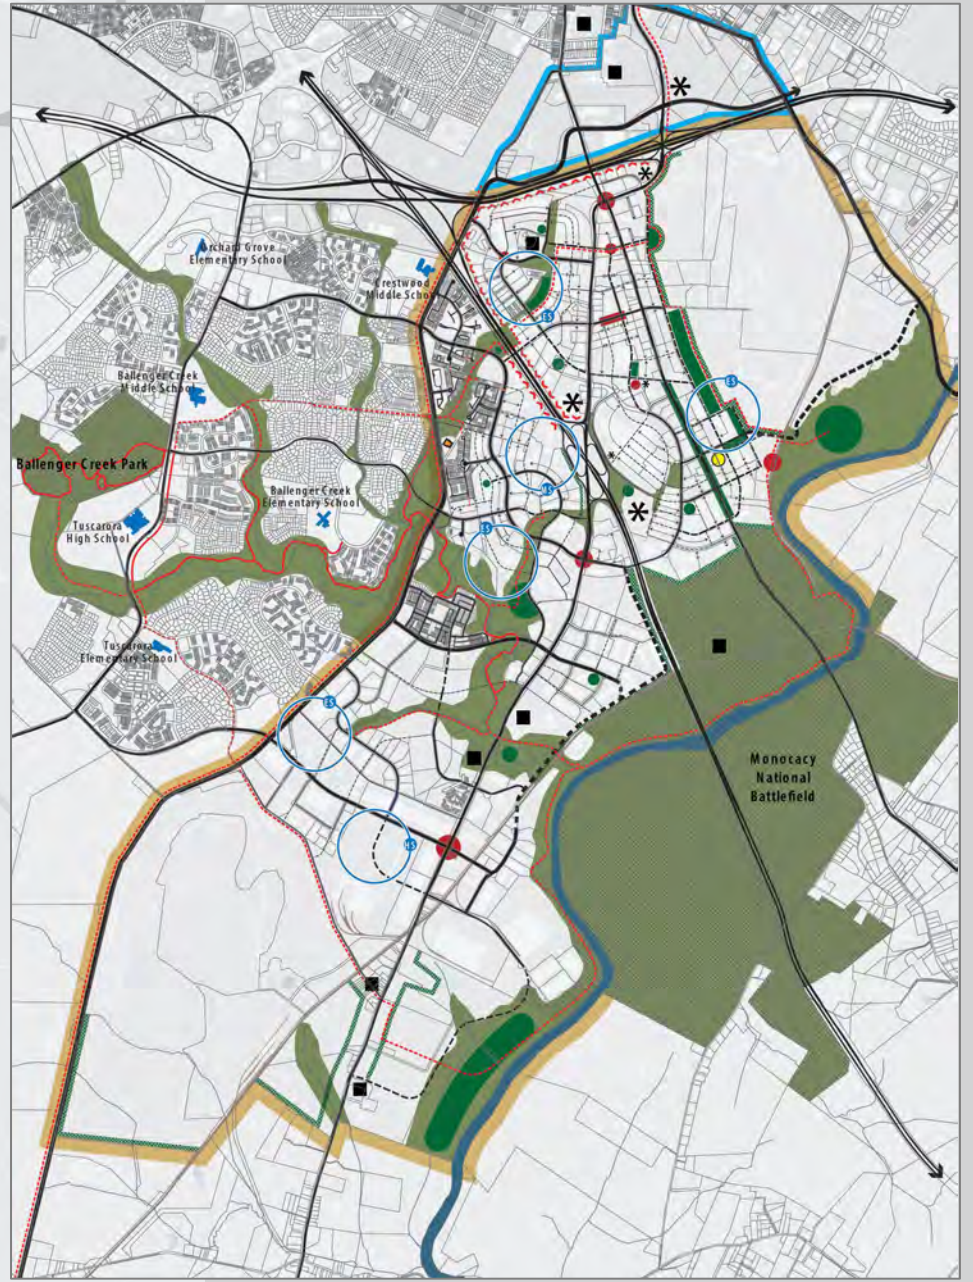 Orchard Grove
Elementary School
Crestwood
Middle School
ES
Ballenger Creek
Middle School
ES
Ballenger Creek Park
MS
Ballenger Creek
Elementary School
Tuscarora
High School
ES
Tuscarora
Elementary School
ES
Monocacy
National
Battlefield
HS